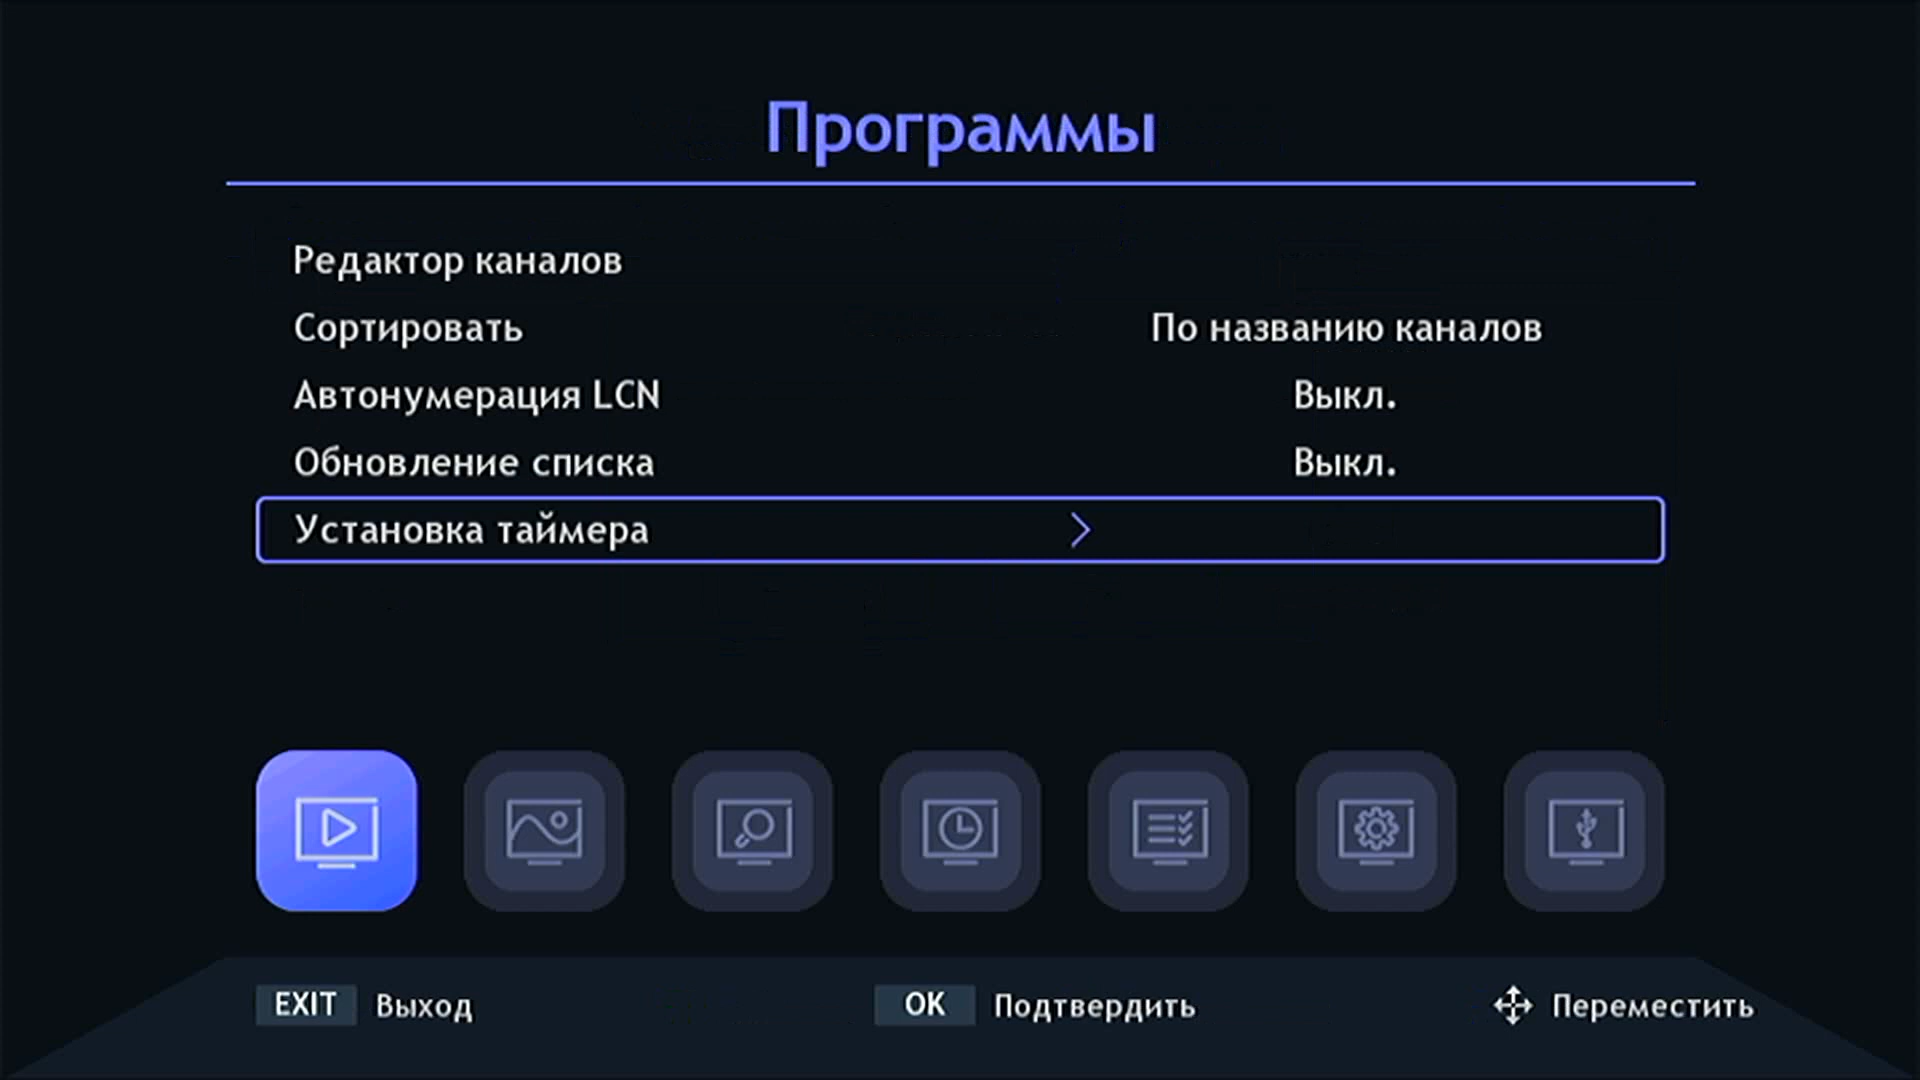 Программы
Редактор каналов
Сортировать По названию каналов
Автонумерация LCN Выкл.
Обновление списка Выкл.
Установка таймера
EXIT Выход OK Подтвердить Переместить